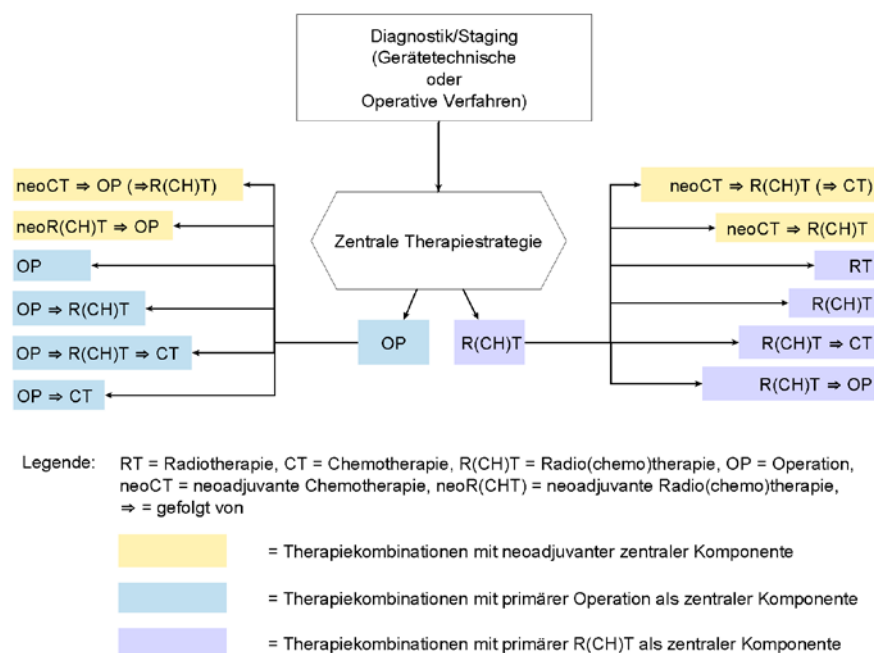 Diagnostik/Staging
(Gerätetechnische
oder
Operative Verfahren)
neoCT ⇒ OP (⇒R(CH)T)
neoR(CH)T ⇒ OP
OP
OP ⇒ R(CH)T
OP ⇒ R(CH)T ⇒ CT
OP ⇒ CT
Zentrale Therapiestrategie
OP
R(CH)T
neoCT ⇒ R(CH)T (⇒ CT)
neoCT ⇒ R(CH)T
RT
R(CH)T
R(CH)T ⇒ CT
R(CH)T ⇒ OP
Legende: RT = Radiotherapie, CT = Chemotherapie, R(CH)T = Radio(chemo)therapie, OP = Operation,
neoCT = neoadjuvante Chemotherapie, neoR(CHT) = neoadjuvante Radio(chemo)therapie,
⇒ = gefolgt von
= Therapiekombinationen mit neoadjuvanter zentraler Komponente
= Therapiekombinationen mit primärer Operation als zentraler Komponente
= Therapiekombinationen mit primärer R(CH)T als zentraler Komponente